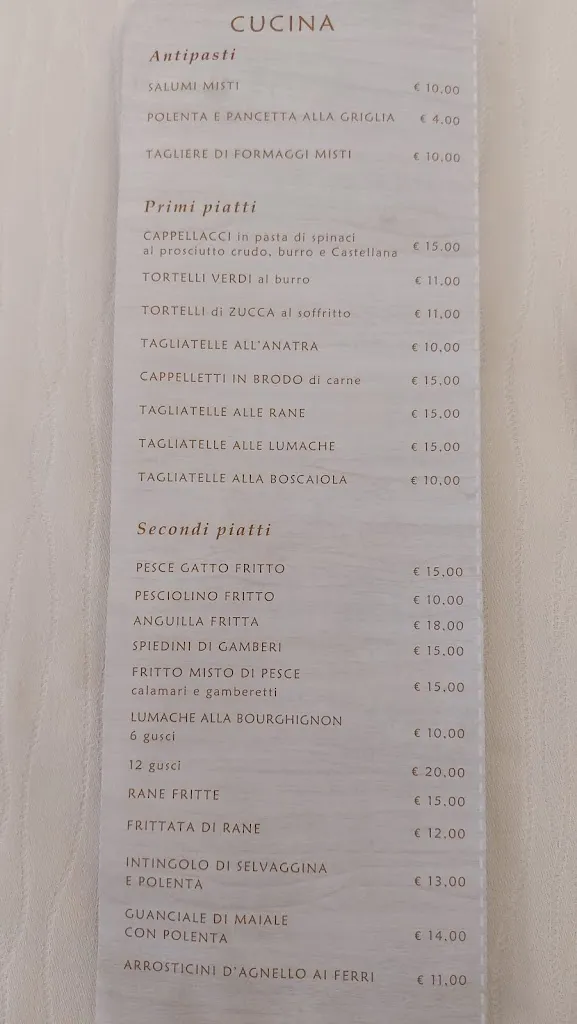 CUCINA
Antipasti
SALUMI MISTI € 10,00
POLENTA E PANCETTA ALLA GRIGLIA € 4,00
TAGLIERE DI FORMAGGI MISTI € 10,00
Primi piatti
CAPPELLACCI in pasta di spinaci
al prosciutto crudo, burro e Castellana € 15,00
TORTELLI VERDI al burro € 11,00
TORTELLI di ZUCCA al soffritto € 11,00
TAGLIATELLE ALL'ANATRA € 10,00
CAPPELLETTI IN BRODO di carne € 15,00
TAGLIATELLE ALLE RANE € 15,00
TAGLIATELLE ALLE LUMACHE € 15,00
TAGLIATELLE ALLA BOSCAIOLA € 10,00
Secondi piatti
PESCE GATTO FRITTO € 15,00
PESCIOLINO FRITTO € 10,00
ANGUILLA FRITTA € 18,00
SPIEDINI DI GAMBERI € 15,00
FRITTO MISTO DI PESCE
calamari e gamberetti € 15,00
LUMACHE ALLA BOURGHIGNON
6 gusci € 10,00
12 gusci € 20,00
RANE FRITTE € 15,00
FRITTATA DI RANE € 12,00
INTINGOLO DI SELVAGGINA
E POLENTA € 13,00
GUANCIALE DI MAIALE
CON POLENTA € 14,00
ARROSTICINI D'AGNELLO AI FERRI € 11,00